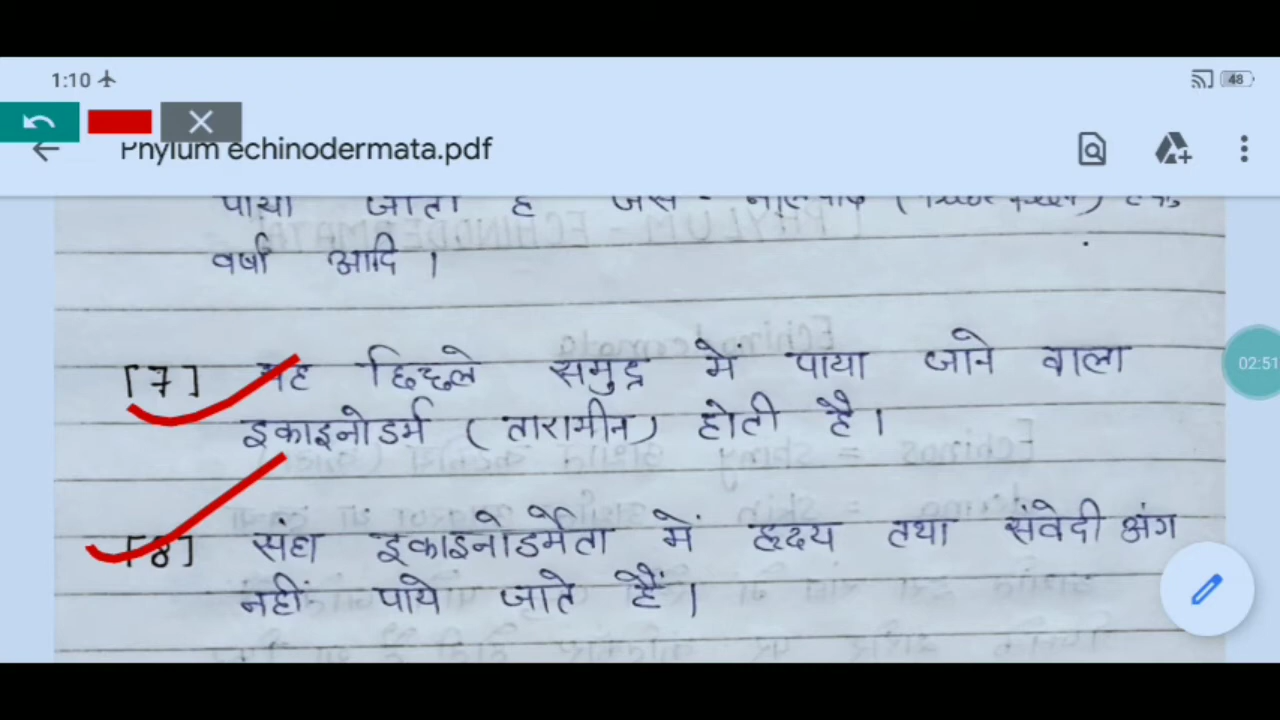 1:10
48
Phylum echinodermata.pdf
पाया जाता है जैसे -
वर्षा आदि ।
02:51
[7] यह छिछले समुद्र में पाया जाने वाला
इकाइनोडर्म (तारामीन) होती है ।
[8] संघ इकाइनोडर्मेता में हृदय तथा संवेदी अंग
नहीं पाये जाते हैं ।